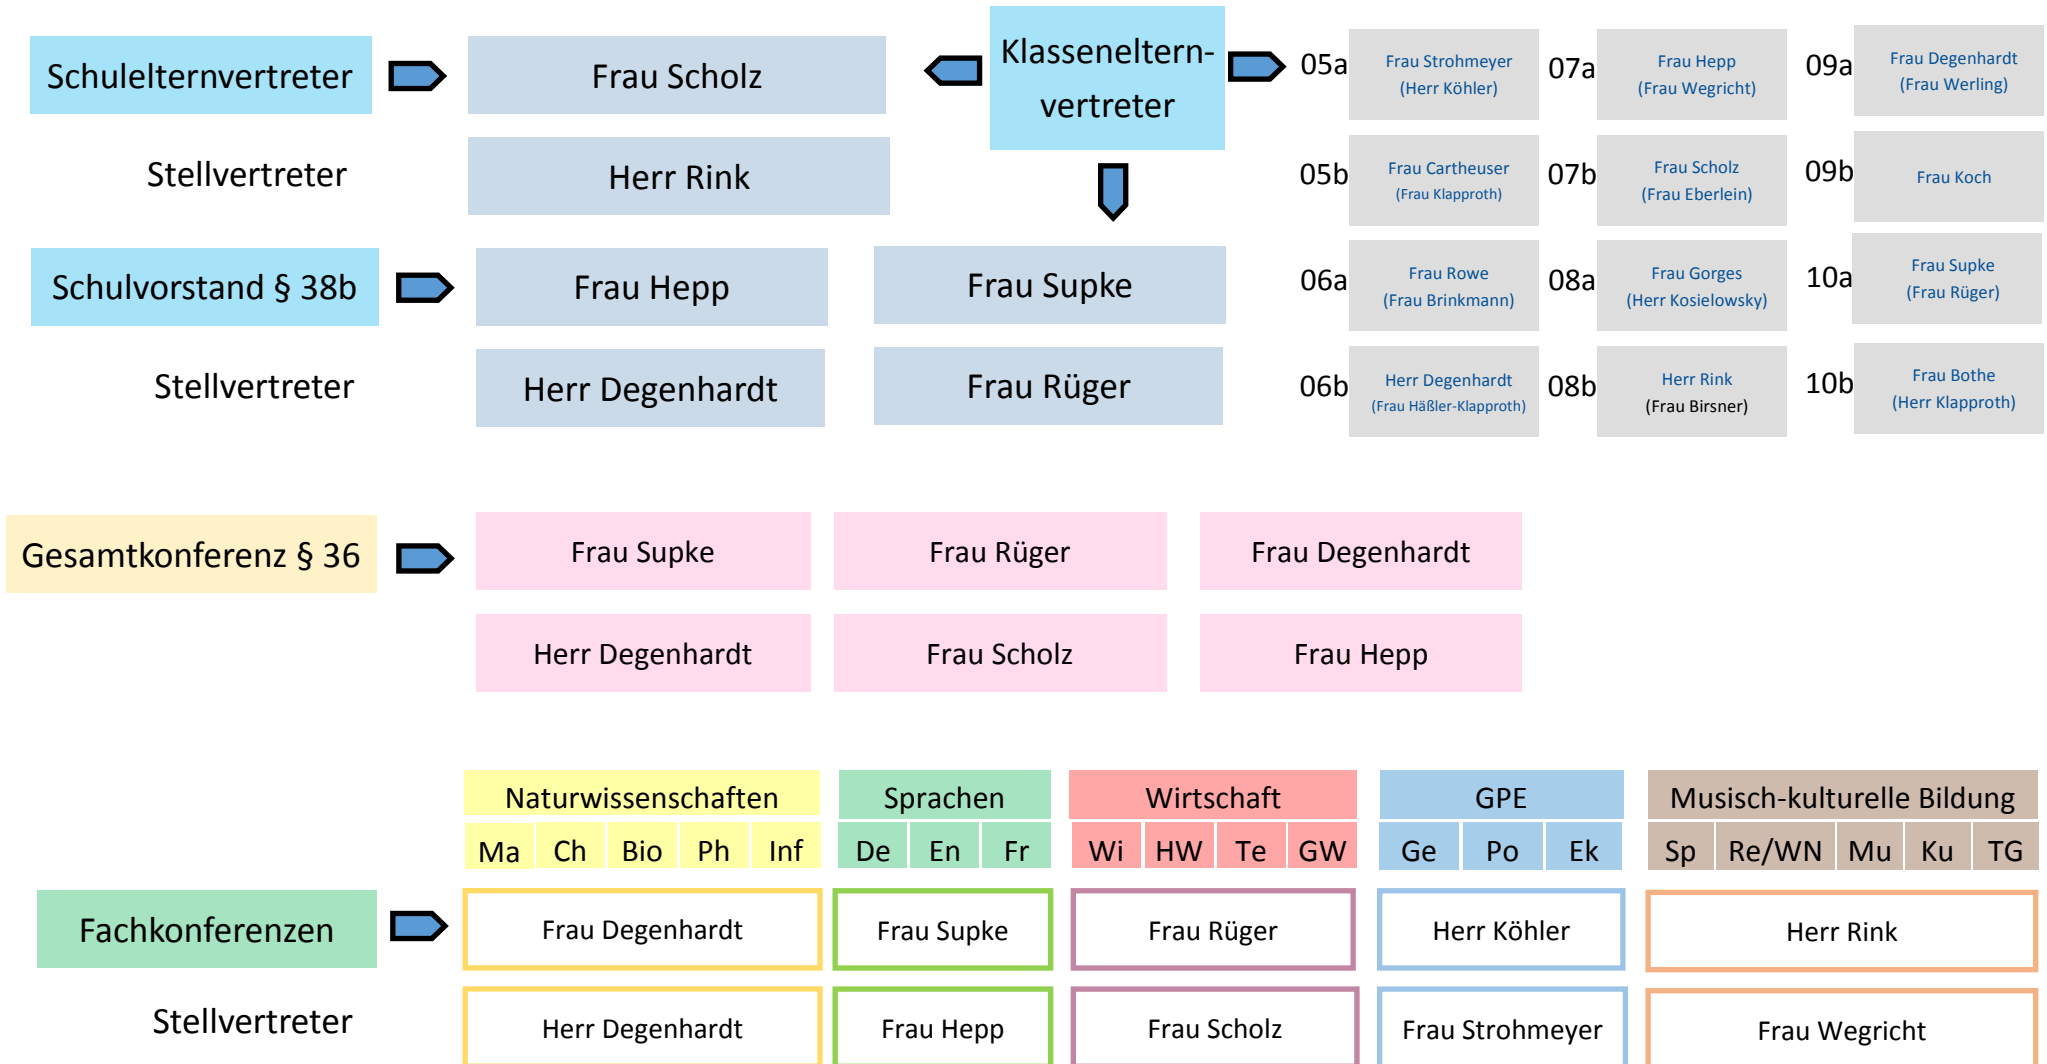 Schulelternvertreter
Frau Scholz
Klasseneltern-
vertreter
Stellvertreter
Herr Rink
05a
Frau Strohmeyer
(Herr Köhler)
07a
Frau Hepp
(Frau Wegricht)
09a
Frau Degenhardt
(Frau Werling)
05b
Frau Cartheuser
(Frau Klapproth)
07b
Frau Scholz
(Frau Eberlein)
09b
Frau Koch
06a
Frau Rowe
(Frau Brinkmann)
08a
Frau Gorges
(Herr Kosielowsky)
10a
Frau Supke
(Frau Rüger)
06b
Herr Degenhardt
(Frau Häßler-Klapproth)
08b
Herr Rink
(Frau Birsner)
10b
Frau Bothe
(Herr Klapproth)
Schulvorstand § 38b
Frau Hepp
Frau Supke
Stellvertreter
Herr Degenhardt
Frau Rüger
Gesamtkonferenz § 36
Frau Supke
Frau Rüger
Frau Degenhardt
Herr Degenhardt
Frau Scholz
Frau Hepp
Naturwissenschaften
Sprachen
Wirtschaft
GPE
Musisch-kulturelle Bildung
Ma Ch Bio Ph Inf
De En Fr
Wi HW Te GW
Ge Po Ek
Sp Re/WN Mu Ku TG
Fachkonferenzen
Frau Degenhardt
Frau Supke
Frau Rüger
Herr Köhler
Herr Rink
Stellvertreter
Herr Degenhardt
Frau Hepp
Frau Scholz
Frau Strohmeyer
Frau Wegricht